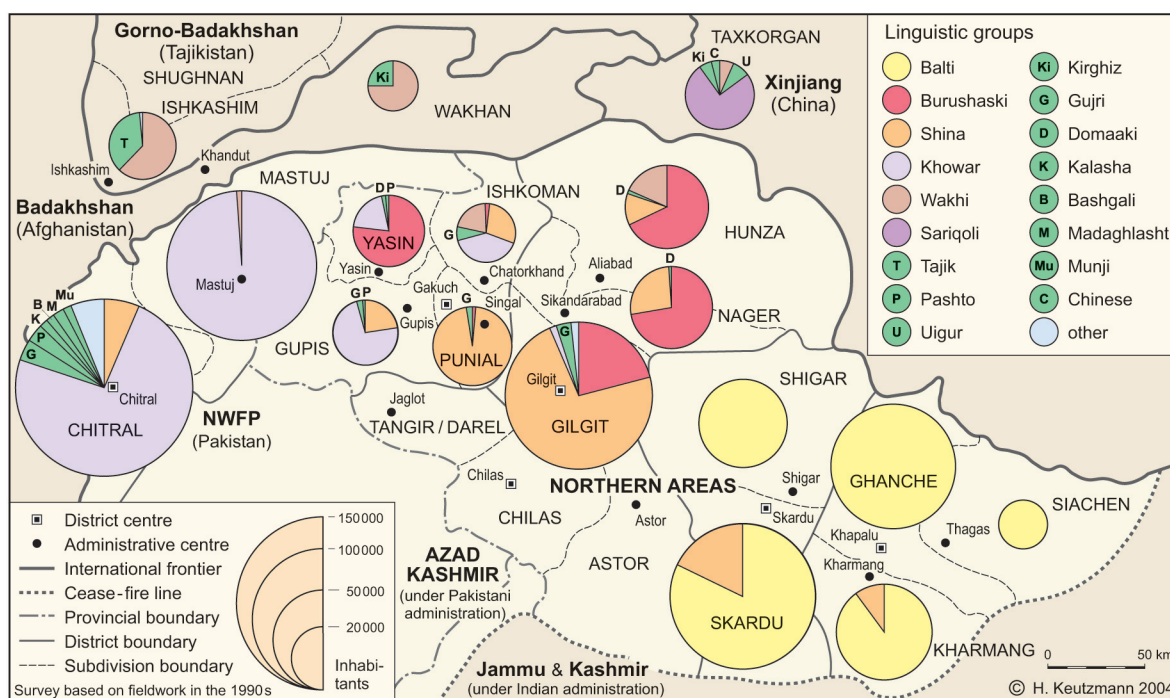 Gorno-Badakhshan
(Tajikistan)
SHUGHNAN
ISHKASHIM
T
Ishkashim
Khandut
Ki
WAKHAN
TAXKORGAN
Ki
C
U
Xinjiang
(China)
Badakhshan
(Afghanistan)
MASTUJ
Mastuj
D P
YASIN
Yasin
ISHKOMAN
G
Chatorkhand
D
HUNZA
Aliabad
D
NAGER
Sikandarabad
Gakuch
Singal
G P
Gupis
GUPIS
G
PUNIAL
Mu
B
M
K
P
G
Chitral
CHITRAL
NWFP
(Pakistan)
Jaglot
TANGIR / DAREL
G
Gilgit
GILGIT
SHIGAR
GHANCHE
Chilas
CHILAS
NORTHERN AREAS
Astor
ASTOR
Shigar
Skardu
SKARDU
Khapalu
Kharmang
KHARMANG
Thagas
SIACHEN
AZAD
KASHMIR
(under Pakistani
administration)
Jammu & Kashmir
(under Indian administration)
Linguistic groups
Balti
Burushaski
Shina
Khowar
Wakhi
Sariqoli
T Tajik
P Pashto
U Uigur
Ki Kirghiz
G Gujri
D Domaaki
K Kalasha
B Bashgali
M Madaghlasht
Mu Munji
C Chinese
other
District centre
Administrative centre
International frontier
Cease-fire line
Provincial boundary
District boundary
Subdivision boundary
Survey based on fieldwork in the 1990s
150 000
100 000
50 000
20 000
Inhabi-
tants
0 50 km
© H. Keutzmann 2004